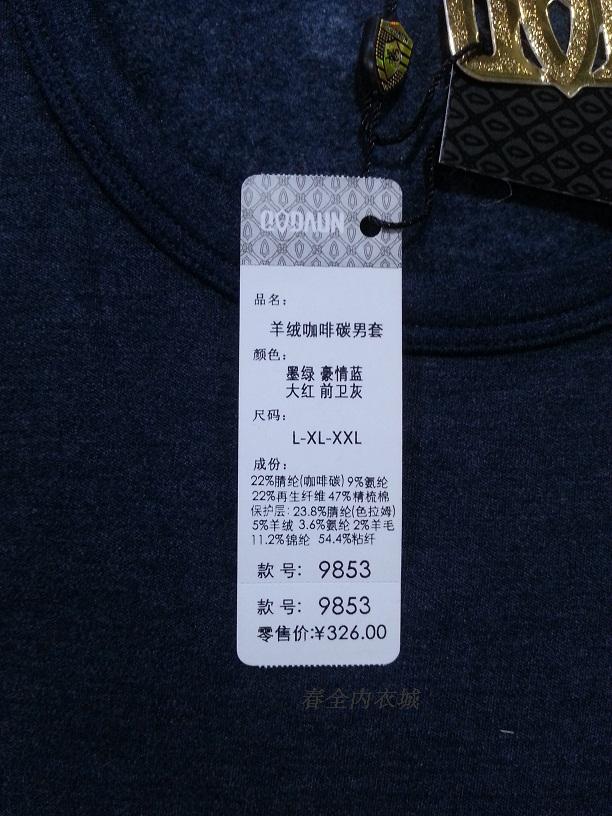 品名：
羊绒咖啡碳男套
颜色：
墨绿 豪情蓝
大红 前卫灰
尺码：
L-XL-XXL
成份：
22%腈纶(咖啡碳)9%氨纶
22%再生纤维47%精梳棉
保护层：23.8%腈纶(色拉姆)
5%羊绒 3.6%氨纶 2%羊毛
11.2%锦纶 54.4%粘纤
款 号： 9853
款 号： 9853
零售价:¥326.00
春全内衣城